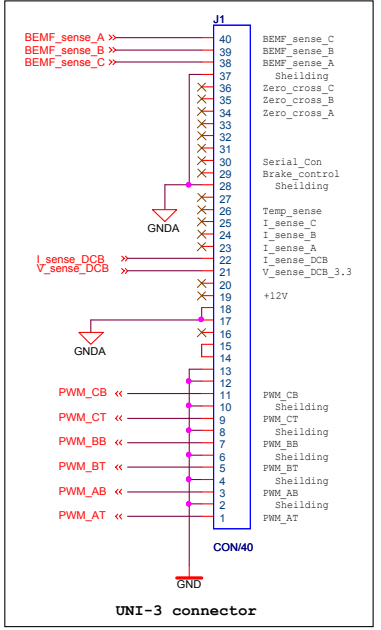 J1
BEMF_sense_A 40 BEMF_sense_C
BEMF_sense_B 39 BEMF_sense_B
BEMF_sense_C 38 BEMF_sense_A
37 Sheilding
36 Zero_cross_C
35 Zero_cross_B
34 Zero_cross_A
33
32
31
30 Serial_Con
29 Brake_control
28 Sheilding
27
GNDA 26 Temp_sense
25 I_sense_C
24 I_sense_B
23 I_sense_A
I_sense_DCB 22 I_sense_DCB
V_sense_DCB 21 V_sense_DCB_3.3
20
19 +12V
18
17
16
GNDA 15
14
13
12
PWM_CB 11 PWM_CB
10 Sheilding
PWM_CT 9 PWM_CT
8 Sheilding
PWM_BB 7 PWM_BB
6 Sheilding
PWM_BT 5 PWM_BT
4 Sheilding
PWM_AB 3 PWM_AB
2 Sheilding
PWM_AT 1 PWM_AT
CON/40
GND
UNI-3 connector